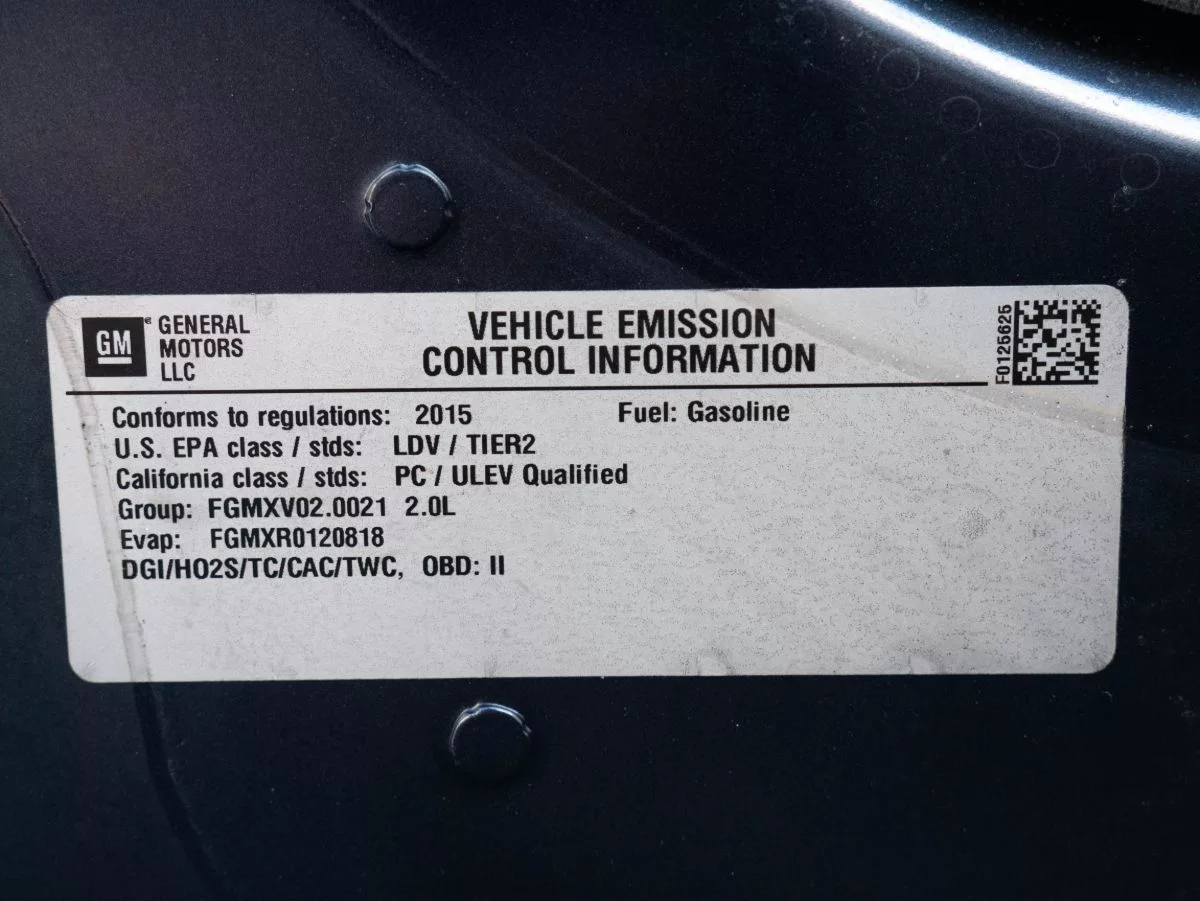 GM
GENERAL
MOTORS
LLC
VEHICLE EMISSION
CONTROL INFORMATION
F0125625
Conforms to regulations: 2015 Fuel: Gasoline
U.S. EPA class / stds: LDV / TIER2
California class / stds: PC / ULEV Qualified
Group: FGMXV02.0021 2.0L
Evap: FGMXR0120818
DGI/HO2S/TC/CAC/TWC, OBD: II